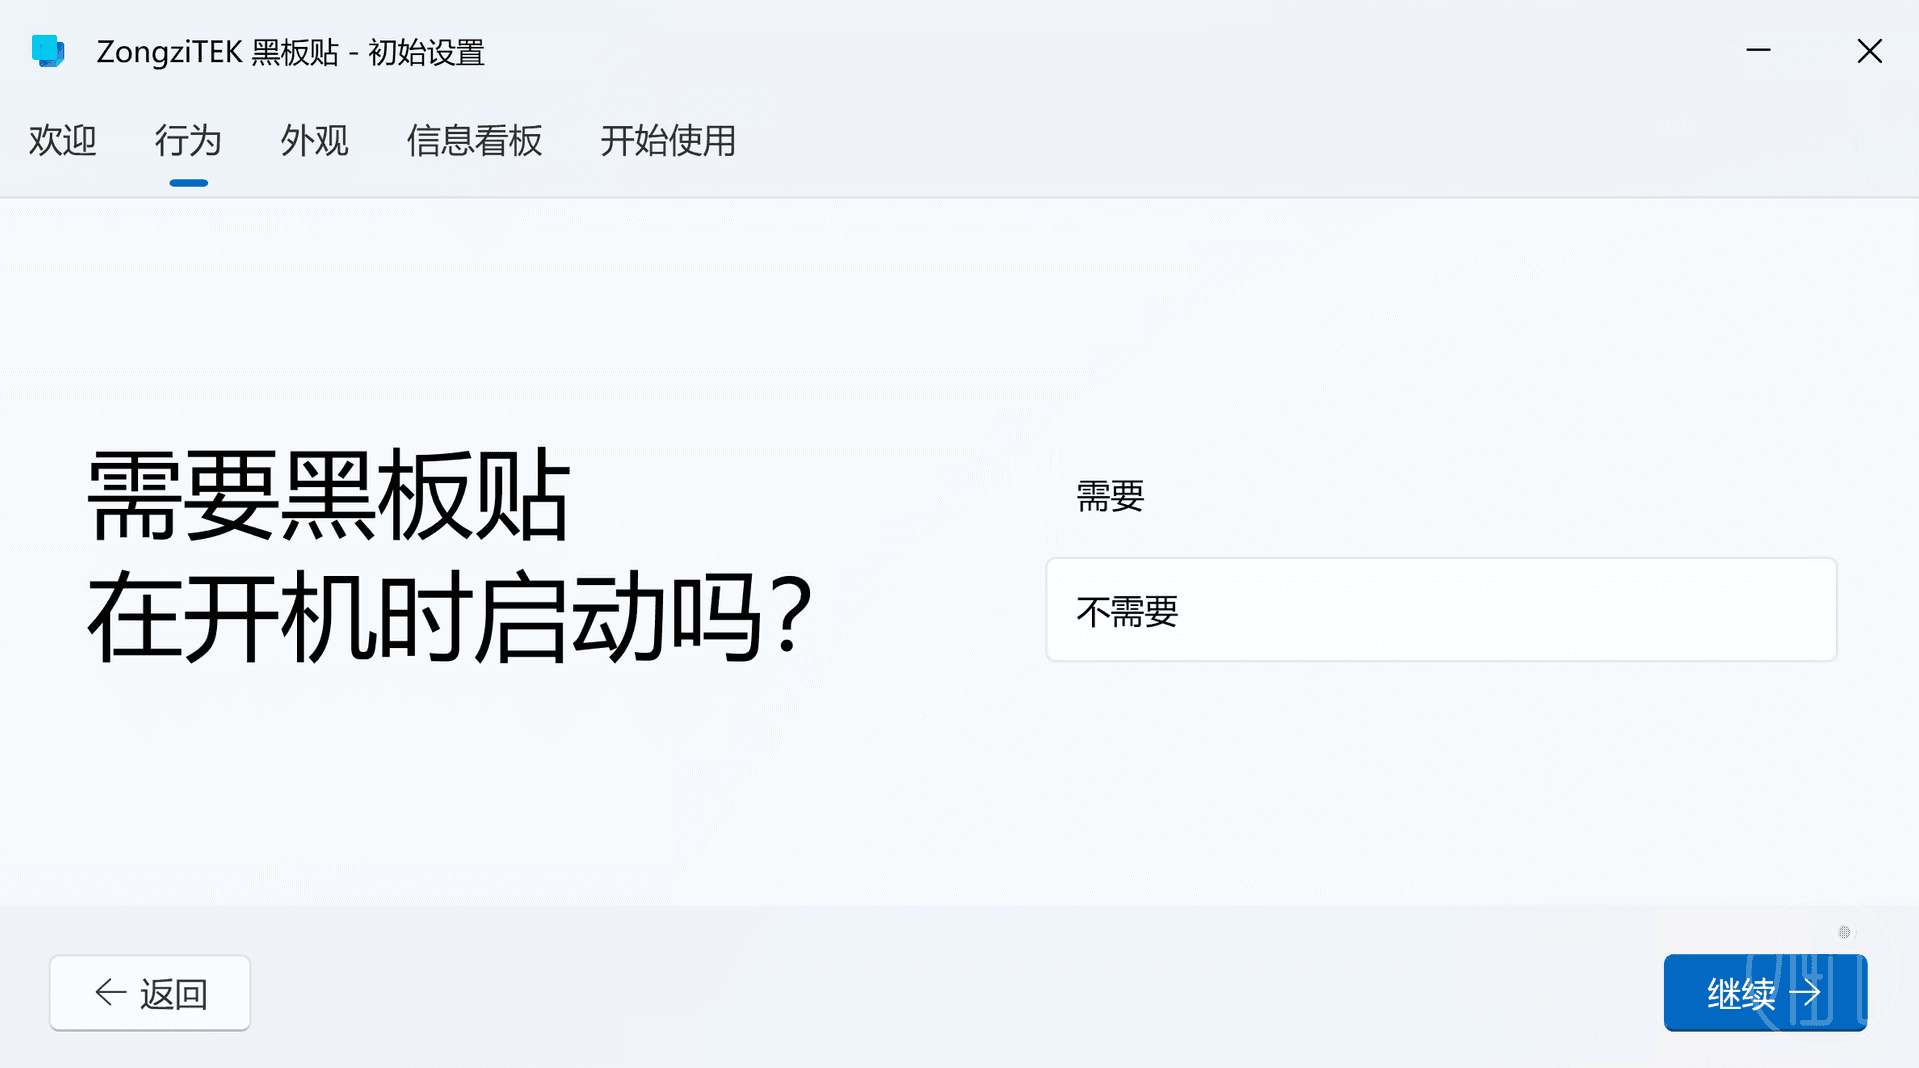 ZongziTEK 黑板贴 - 初始设置
欢迎 行为 外观 信息看板 开始使用
需要黑板贴
在开机时启动吗？
需要
不需要
返回
继续